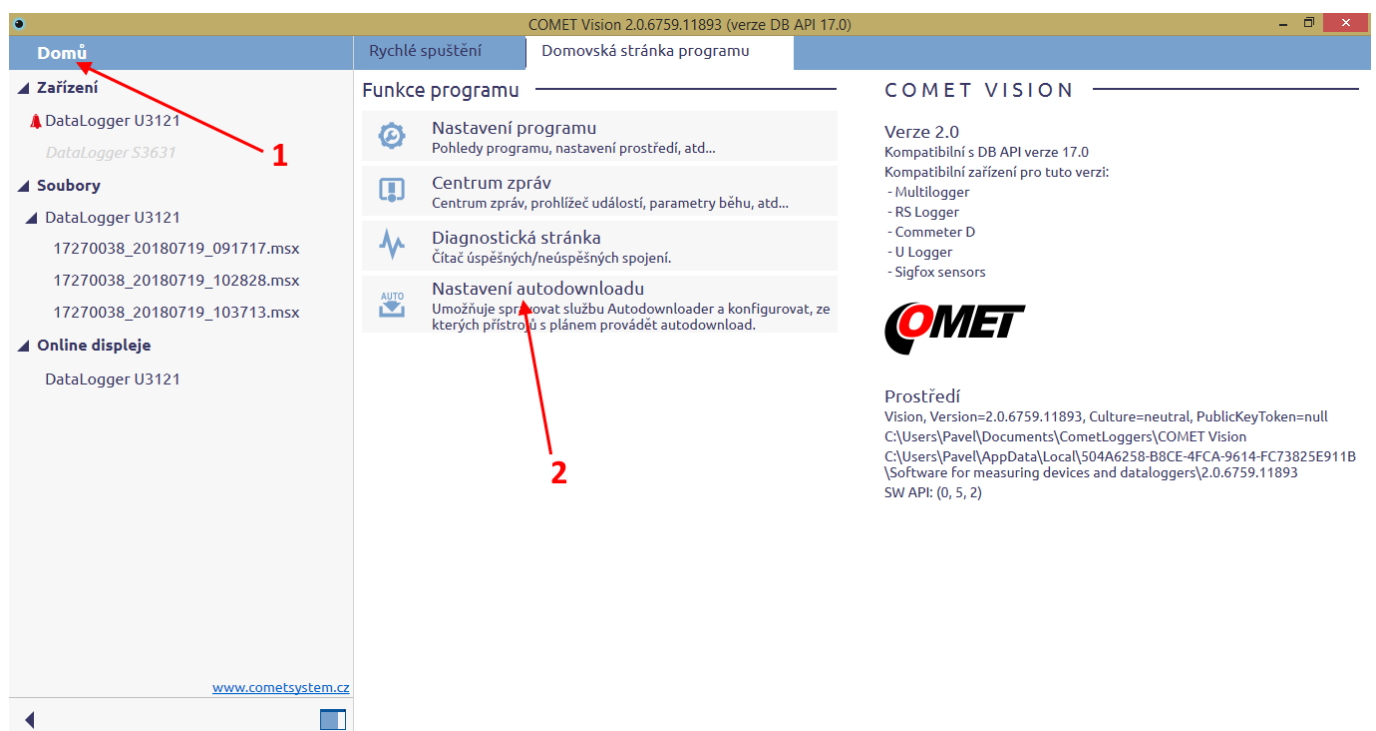 COMET Vision 2.0.6759.11893 (verze DB API 17.0)
Domů
Rychlé spuštění
Domovská stránka programu
Zařízení
DataLogger U3121
DataLogger S3631
1
Soubory
DataLogger U3121
17270038_20180719_091717.msx
17270038_20180719_102828.msx
17270038_20180719_103713.msx
Online displeje
DataLogger U3121
www.cometsystem.cz
Funkce programu
Nastavení programu
Pohledy programu, nastavení prostředí, atd...
Centrum zpráv
Centrum zpráv, prohlížeč událostí, parametry běhu, atd...
Diagnostická stránka
Čítač úspěšných/neúspěšných spojení.
AUTO
Nastavení autodownloadu
Umožňuje spravovat službu Autodownloader a konfigurovat, ze
kterých přístrojů s plánem provádět autodownload.
2
COMET VISION
Verze 2.0
Kompatibilní s DB API verze 17.0
Kompatibilní zařízení pro tuto verzi:
- Multilogger
- RS Logger
- Commeter D
- U Logger
- Sigfox sensors
COMET
Prostředí
Vision, Version=2.0.6759.11893, Culture=neutral, PublicKeyToken=null
C:\Users\Pavel\Documents\CometLoggers\COMET Vision
C:\Users\Pavel\AppData\Local\504A6258-B8CE-4FCA-9614-FC73825E911B
\Software for measuring devices and dataloggers\2.0.6759.11893
SW API: (0, 5, 2)